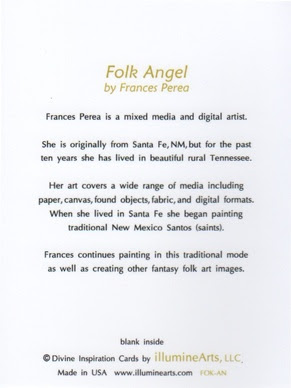 Folk Angel
by Frances Perea
Frances Perea is a mixed media and digital artist.
She is originally from Santa Fe, NM, but for the past
ten years she has lived in beautiful rural Tennessee.
Her art covers a wide range of media including
paper, canvas, found objects, fabric, and digital formats.
When she lived in Santa Fe she began painting
traditional New Mexico Santos (saints).
Frances continues painting in this traditional mode
as well as creating other fantasy folk art images.
blank inside
© Divine Inspiration Cards by illumineArts, LLC.
Made in USA www.illuminearts.com FOK-AN